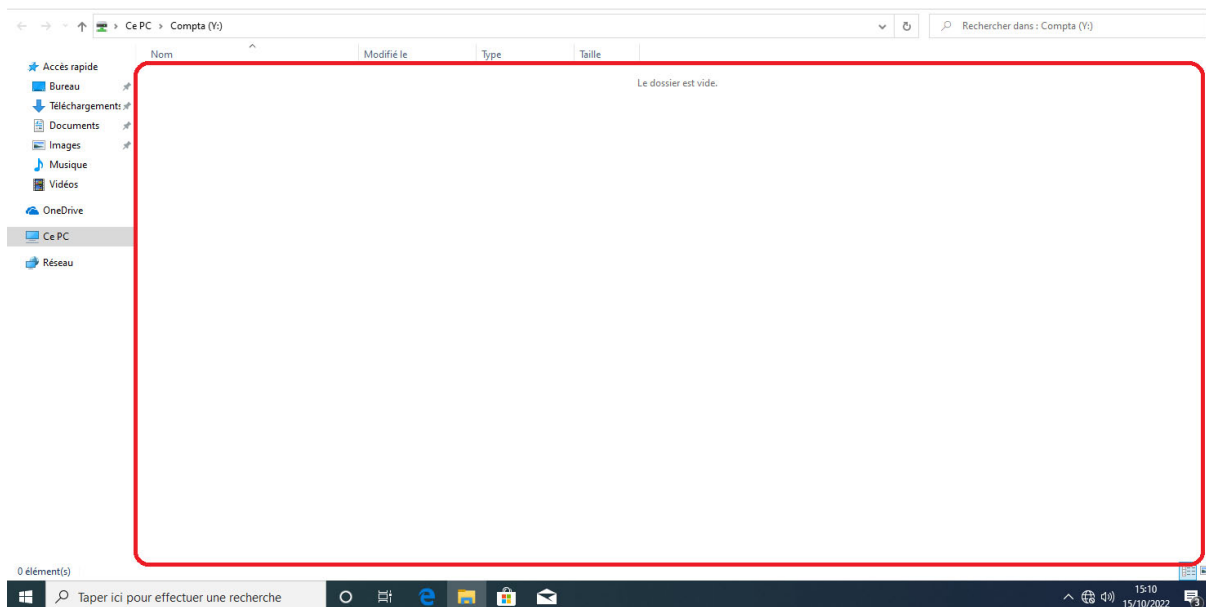 Ce PC > Compta (Y:)
Rechercher dans : Compta (Y:)
Nom Modifié le Type Taille
Accès rapide
Le dossier est vide.
Bureau
Téléchargements
Documents
Images
Musique
Vidéos
OneDrive
Ce PC
Réseau
0 élément(s)
Taper ici pour effectuer une recherche
15:10
15/10/2022
3